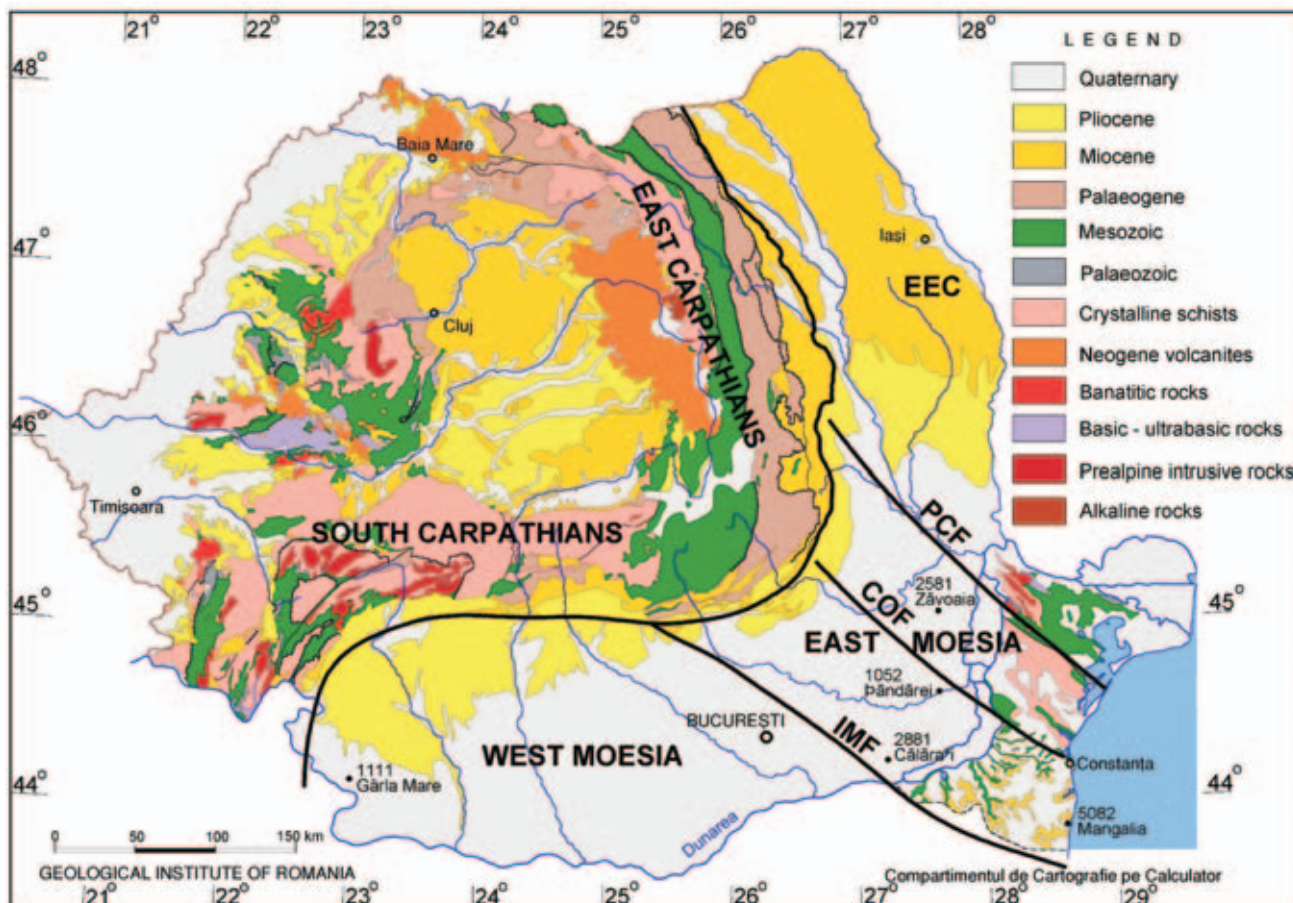 21° 22° 23° 24° 25° 26° 27° 28°
LEGEND
48°
Quaternary
Pliocene
Miocene
Palaeogene
Mesozoic
Palaeozoic
Crystalline schists
Neogene volcanites
Banatitic rocks
Basic - ultrabasic rocks
Prealpine intrusive rocks
Alkaline rocks
Baia Mare
EAST CARPATHIANS
Iași
47°
EEC
Cluj
46°
Timisoara
SOUTH CARPATHIANS
PCF
45°
45°
2581
Zăvoaia
COF
EAST MOESIA
1052
Þăndărei
BUCUREȘTI
IMF
WEST MOESIA
2881
Călăra"i
Constanța
44°
44°
1111
Gârla Mare
5082
Mangalia
Dunarea
0 50 100 150 km
GEOLOGICAL INSTITUTE OF ROMANIA
Compartimentul de Cartografie pe Calculator
21° 22° 23° 24° 25° 26° 27° 28° 29°